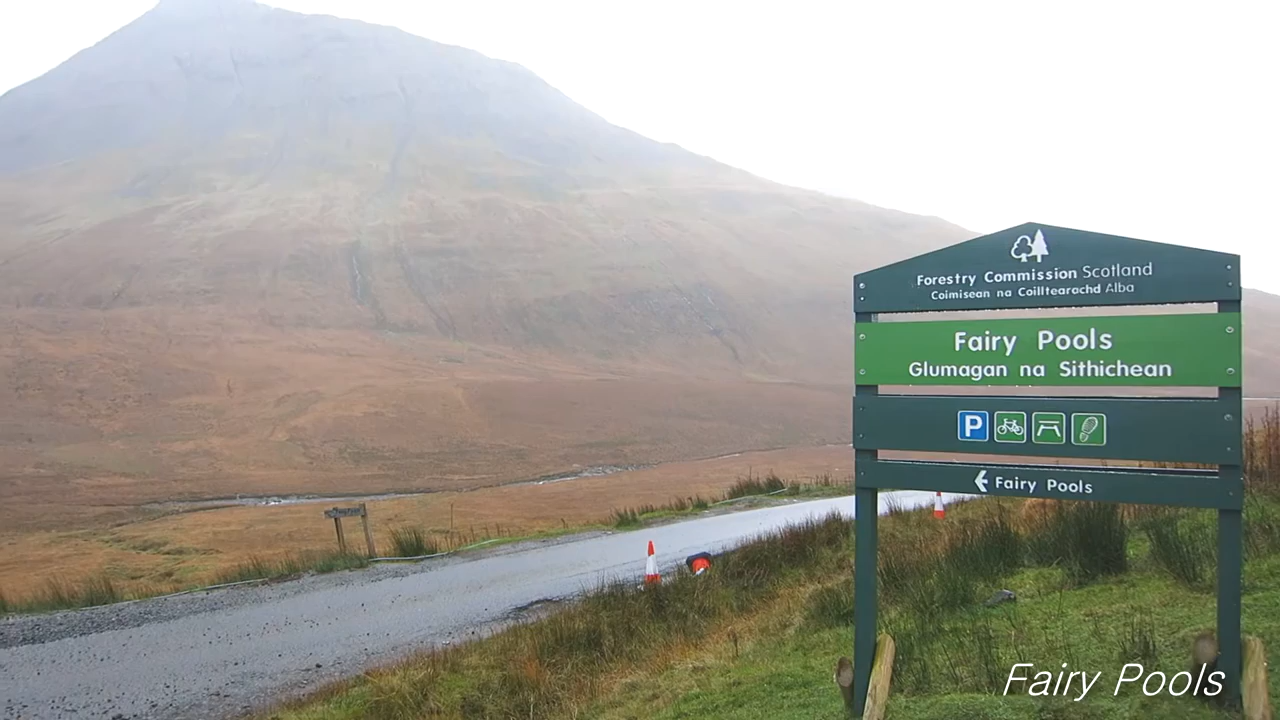 Forestry Commission Scotland
Coimisean na Coilltearachd Alba
Fairy Pools
Glumagan na Sithichean
P
Fairy Pools
Fairy Pools